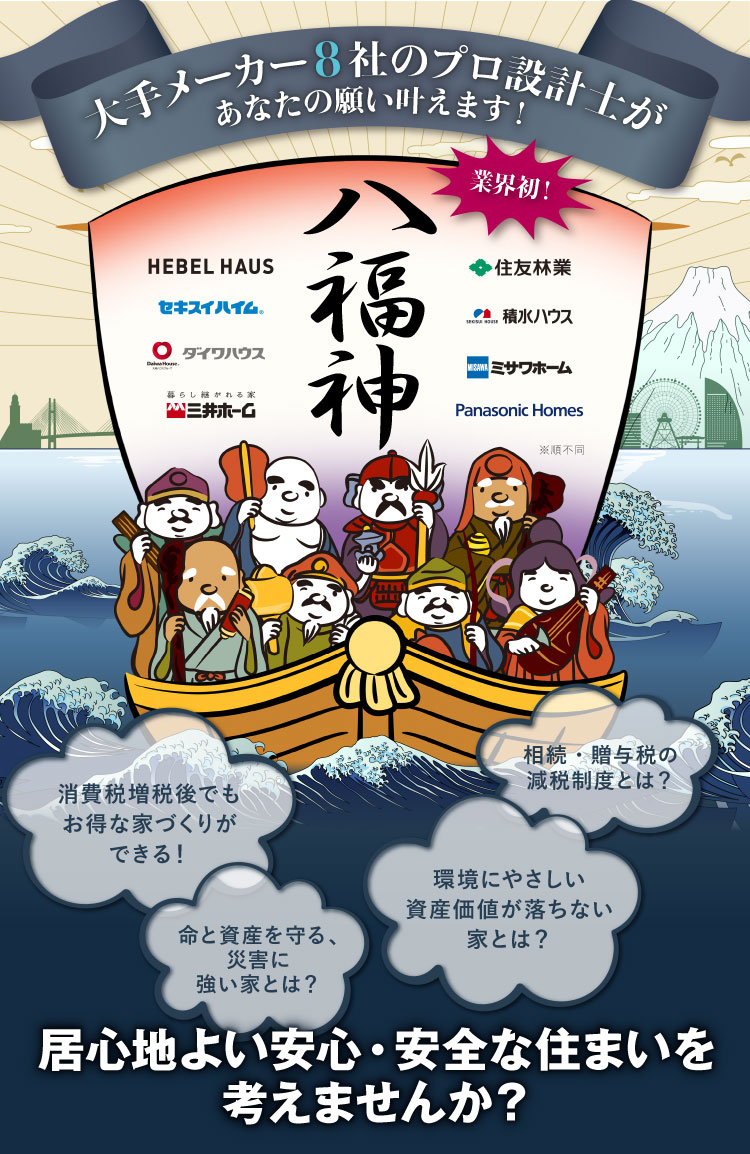 大手メーカー8社のプロ設計士が
あなたの願い叶えます!
業界初!
八福神
HEBEL HAUS
セキスイハイム®
Daiwa House®
ダイワハウス
暮らし継がれる家
三井ホーム
住友林業
SEKISUI HOUSE
積水ハウス
MISAWA
ミサワホーム
Panasonic Homes
※順不同
相続・贈与税の
減税制度とは?
消費税増税後でも
お得な家づくりが
できる!
環境にやさしい
資産価値が落ちない
家とは?
命と資産を守る、
災害に
強い家とは?
居心地よい安心・安全な住まいを
考えませんか?